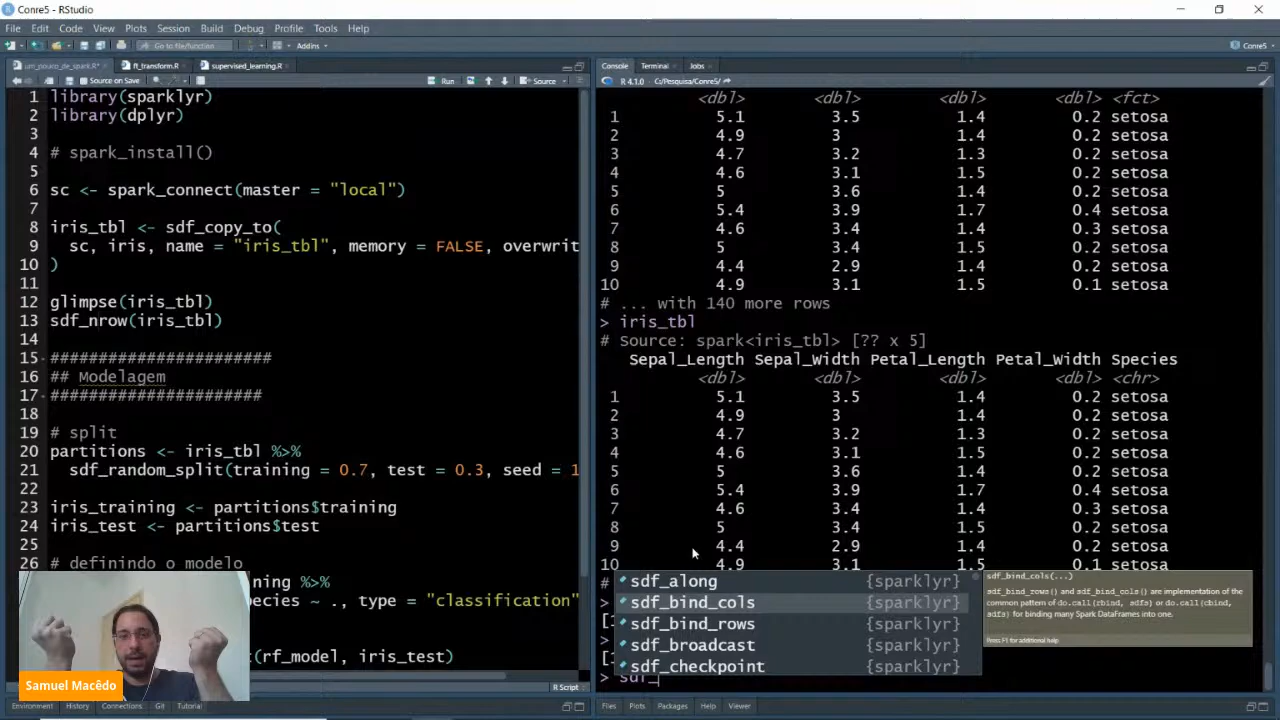 Conre5 - RStudio
File Edit Code View Plots Session Build Debug Profile Tools Help
Go to file/function Addins Conre5
um_pouco_de_spark.R* ft_transform.R supervised_learning.R
Source on Save Run Source
1 library(sparklyr)
2 library(dplyr)
3
4 # spark_install()
5
6 sc <- spark_connect(master = "local")
7
8 iris_tbl <- sdf_copy_to(
9 sc, iris, name = "iris_tbl", memory = FALSE, overwrit
10 )
11
12 glimpse(iris_tbl)
13 sdf_nrow(iris_tbl)
14
15 #######################
16 ## Modelagem
17 ######################
18
19 # split
20 partitions <- iris_tbl %>%
21 sdf_random_split(training = 0.7, test = 0.3, seed = 1
22
23 iris_training <- partitions$training
24 iris_test <- partitions$test
25
26 # definindo o modelo
ning %>%
pecies ~ ., type = "classification"
t(rf_model, iris_test)
R Script
Samuel Macêdo
Environment History Connections Git Tutorial
Console Terminal Jobs
R 4.1.0 · C:/Pesquisa/Conre5/
<dbl> <dbl> <dbl> <dbl> <fct>
1 5.1 3.5 1.4 0.2 setosa
2 4.9 3 1.4 0.2 setosa
3 4.7 3.2 1.3 0.2 setosa
4 4.6 3.1 1.5 0.2 setosa
5 5 3.6 1.4 0.2 setosa
6 5.4 3.9 1.7 0.4 setosa
7 4.6 3.4 1.4 0.3 setosa
8 5 3.4 1.5 0.2 setosa
9 4.4 2.9 1.4 0.2 setosa
10 4.9 3.1 1.5 0.1 setosa
# ... with 140 more rows
> iris_tbl
# Source: spark<iris_tbl> [?? x 5]
Sepal_Length Sepal_Width Petal_Length Petal_Width Species
<dbl> <dbl> <dbl> <dbl> <chr>
1 5.1 3.5 1.4 0.2 setosa
2 4.9 3 1.4 0.2 setosa
3 4.7 3.2 1.3 0.2 setosa
4 4.6 3.1 1.5 0.2 setosa
5 5 3.6 1.4 0.2 setosa
6 5.4 3.9 1.7 0.4 setosa
7 4.6 3.4 1.4 0.3 setosa
8 5 3.4 1.5 0.2 setosa
9 4.4 2.9 1.4 0.2 setosa
10 4.9 3.1 1.5 0.1 setosa
#
>
[
>
[
> sdf_
sdf_along {sparklyr}
sdf_bind_cols {sparklyr}
sdf_bind_rows {sparklyr}
sdf_broadcast {sparklyr}
sdf_checkpoint {sparklyr}
sdf_bind_cols(...)
sdf_bind_rows() and sdf_bind_cols() are implementation of the
common pattern of do.call(rbind, sdfs) or do.call(cbind,
sdfs) for binding many Spark DataFrames into one.
Press F1 for additional help
Files Plots Packages Help Viewer